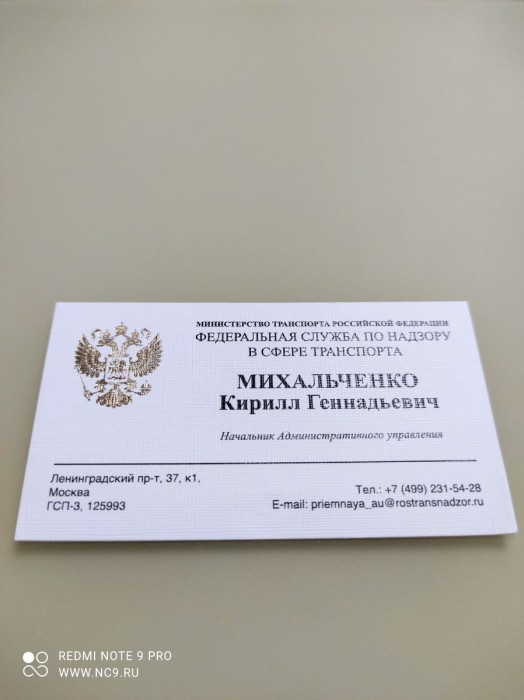 МИНИСТЕРСТВО ТРАНСПОРТА РОССИЙСКОЙ ФЕДЕРАЦИИ
ФЕДЕРАЛЬНАЯ СЛУЖБА ПО НАДЗОРУ
В СФЕРЕ ТРАНСПОРТА
МИХАЛЬЧЕНКО
Кирилл Геннадьевич
Начальник Административного управления
Ленинградский пр-т, 37, к1,
Москва
ГСП-3, 125993
Тел.: +7 (499) 231-54-28
E-mail: priemnaya_au@rostransnadzor.ru
REDMI NOTE 9 PRO
WWW.NC9.RU